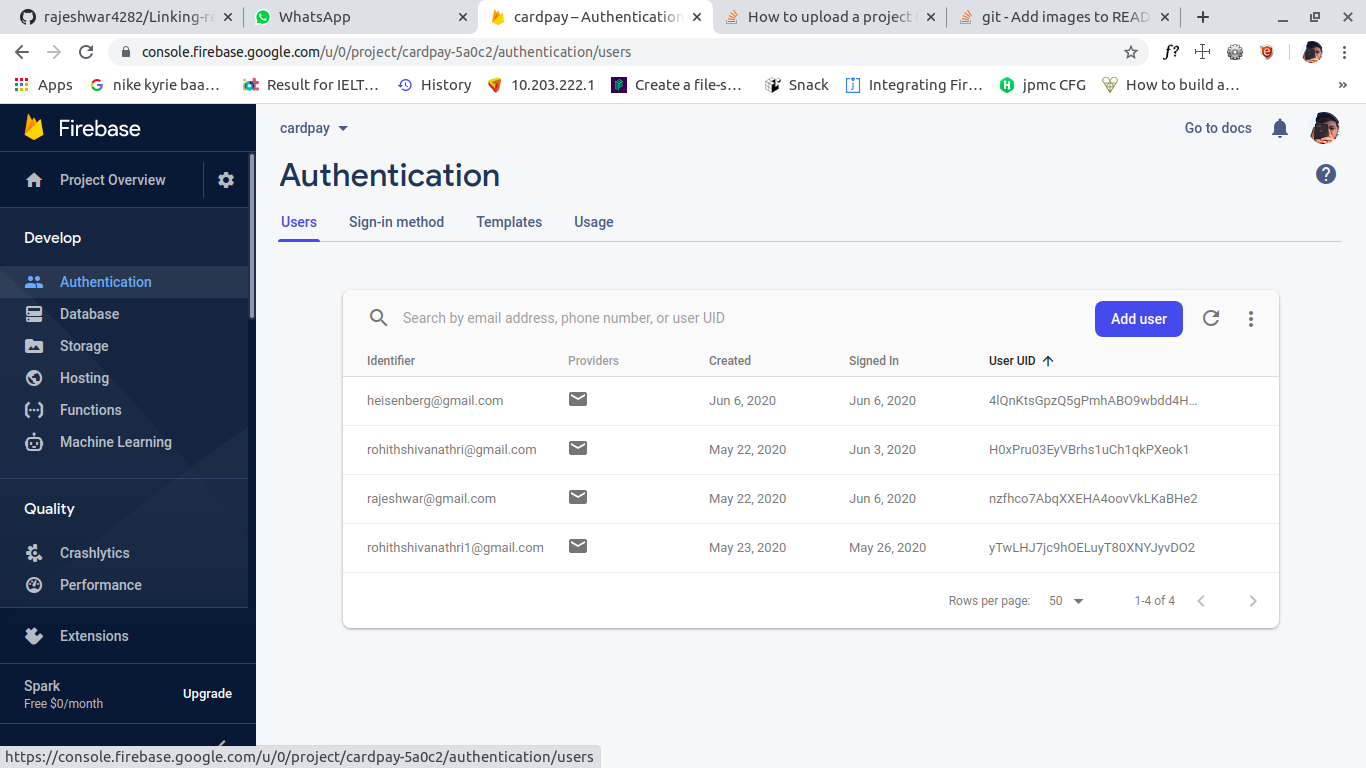 rajeshwar4282/Linking-re
WhatsApp
cardpay – Authentication
How to upload a project
git - Add images to READ
console.firebase.google.com/u/0/project/cardpay-5a0c2/authentication/users
f?
Apps
nike kyrie baa…
Result for IELT…
History
10.203.222.1
Create a file-s…
Snack
Integrating Fir…
jpmc CFG
How to build a…
»
Firebase
cardpay
Go to docs
Project Overview
Authentication
Users Sign-in method Templates Usage
Develop
Authentication
Database
Storage
Hosting
Functions
Machine Learning
Quality
Crashlytics
Performance
Extensions
Spark
Free $0/month
Upgrade
Search by email address, phone number, or user UID
Add user
Identifier Providers Created Signed In User UID
heisenberg@gmail.com Jun 6, 2020 Jun 6, 2020 4lQnKtsGpzQ5gPmhABO9wbdd4H…
rohithshivanathri@gmail.com May 22, 2020 Jun 3, 2020 H0xPru03EyVBrhs1uCh1qkPXeok1
rajeshwar@gmail.com May 22, 2020 Jun 6, 2020 nzfhco7AbqXXEHA4oovVkLKaBHe2
rohithshivanathri1@gmail.com May 23, 2020 May 26, 2020 yTwLHJ7jc9hOELuyT80XNYJyvDO2
Rows per page: 50 1-4 of 4
https://console.firebase.google.com/u/0/project/cardpay-5a0c2/authentication/users